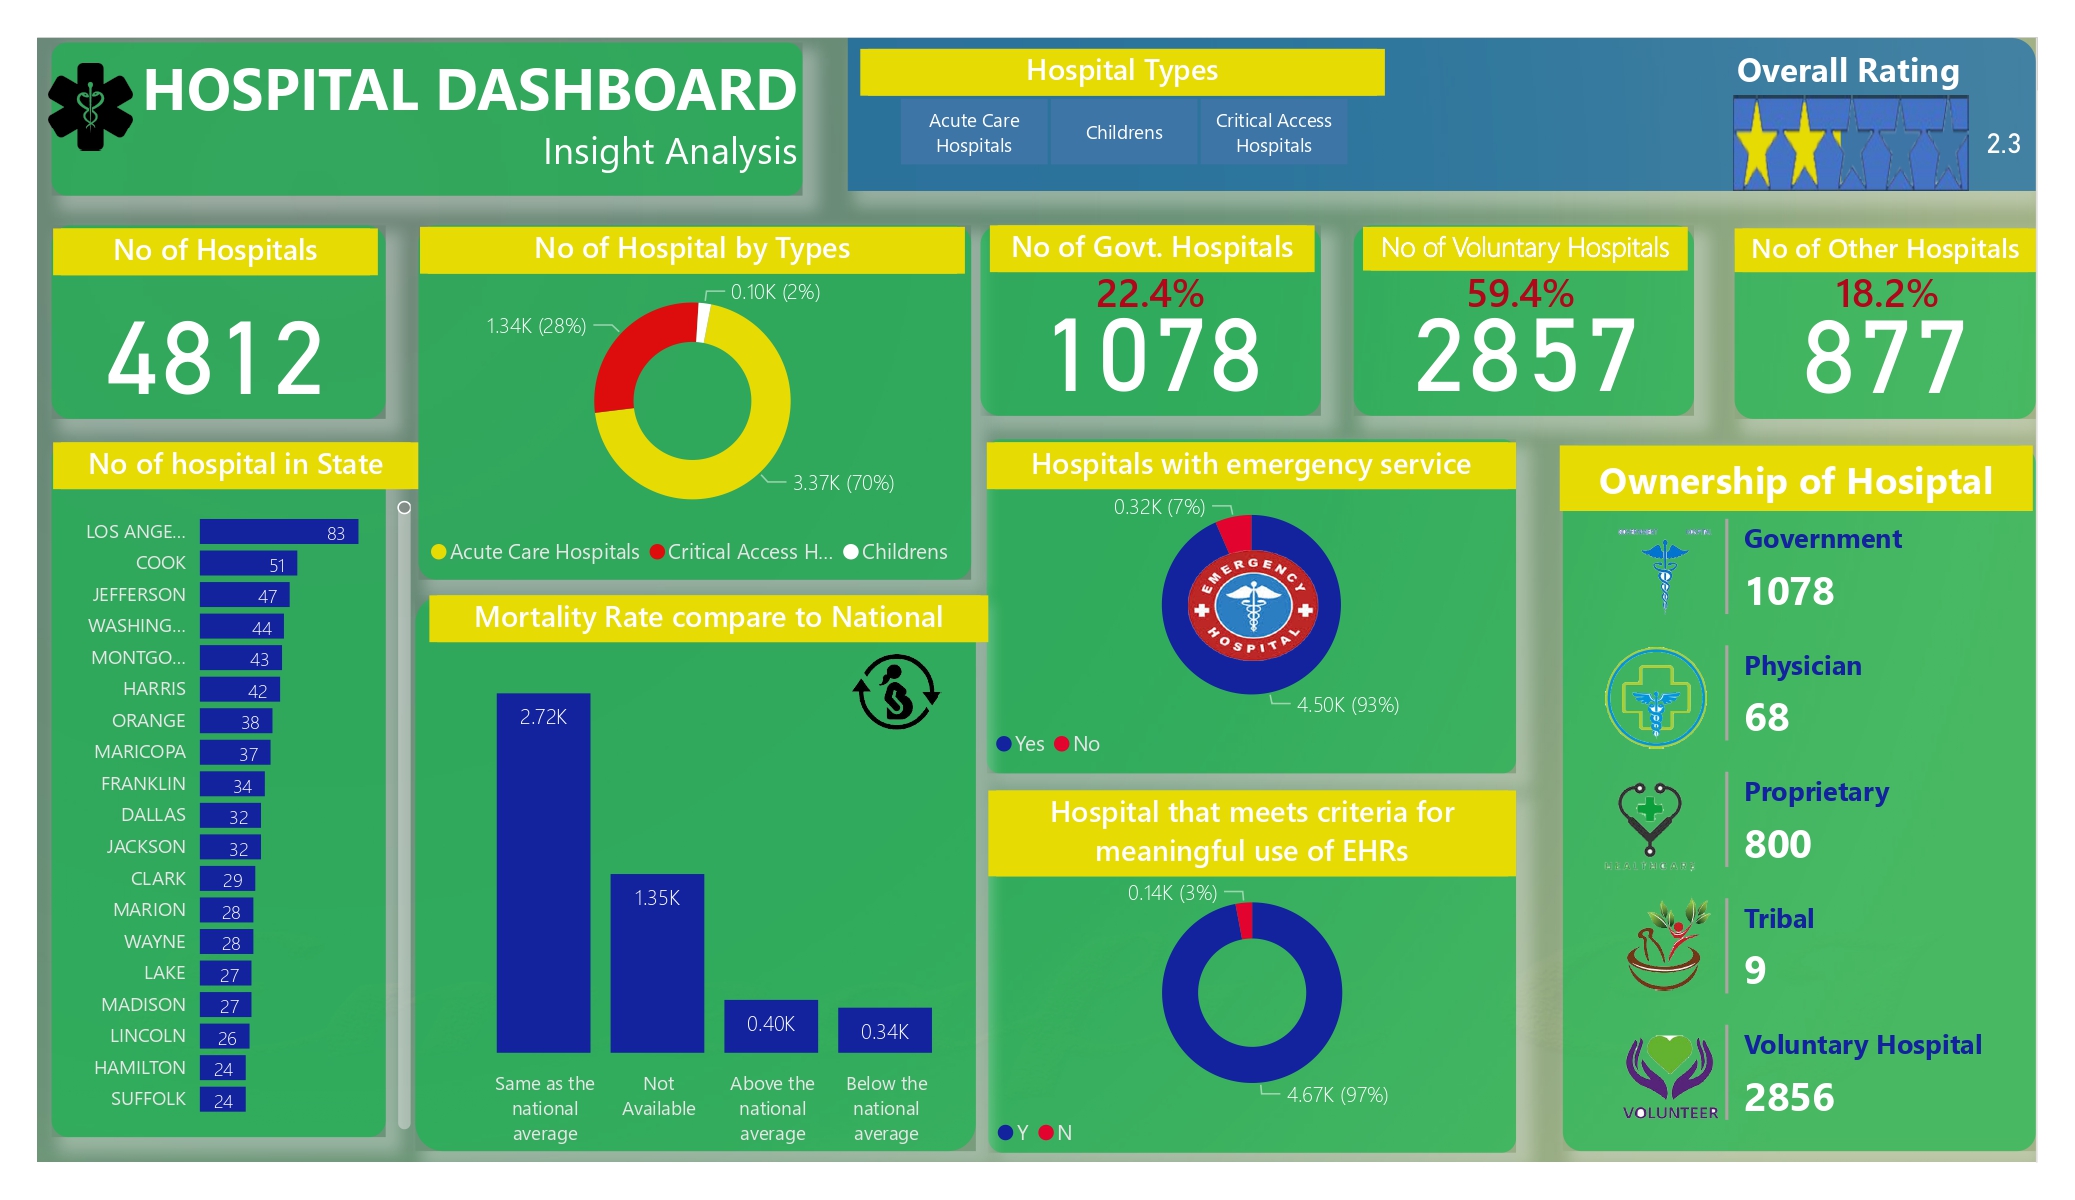 HOSPITAL DASHBOARD
Insight Analysis
Hospital Types
Acute Care
Hospitals
Childrens
Critical Access
Hospitals
Overall Rating
2.3
No of Hospitals
4812
No of Hospital by Types
0.10K (2%)
1.34K (28%)
3.37K (70%)
Acute Care Hospitals Critical Access H... Childrens
No of Govt. Hospitals
22.4%
1078
No of Voluntary Hospitals
59.4%
2857
No of Other Hospitals
18.2%
877
No of hospital in State
LOS ANGE... 83
COOK 51
JEFFERSON 47
WASHING... 44
MONTGO... 43
HARRIS 42
ORANGE 38
MARICOPA 37
FRANKLIN 34
DALLAS 32
JACKSON 32
CLARK 29
MARION 28
WAYNE 28
LAKE 27
MADISON 27
LINCOLN 26
HAMILTON 24
SUFFOLK 24
Mortality Rate compare to National
2.72K
1.35K
0.40K
0.34K
Same as the
national
average
Not
Available
Above the
national
average
Below the
national
average
Hospitals with emergency service
0.32K (7%)
EMERGENCY
HOSPITAL
4.50K (93%)
Yes No
Hospital that meets criteria for
meaningful use of EHRs
0.14K (3%)
4.67K (97%)
Y N
Ownership of Hosiptal
Government
1078
Physician
68
Proprietary
800
Tribal
9
Voluntary Hospital
2856
VOLUNTEER